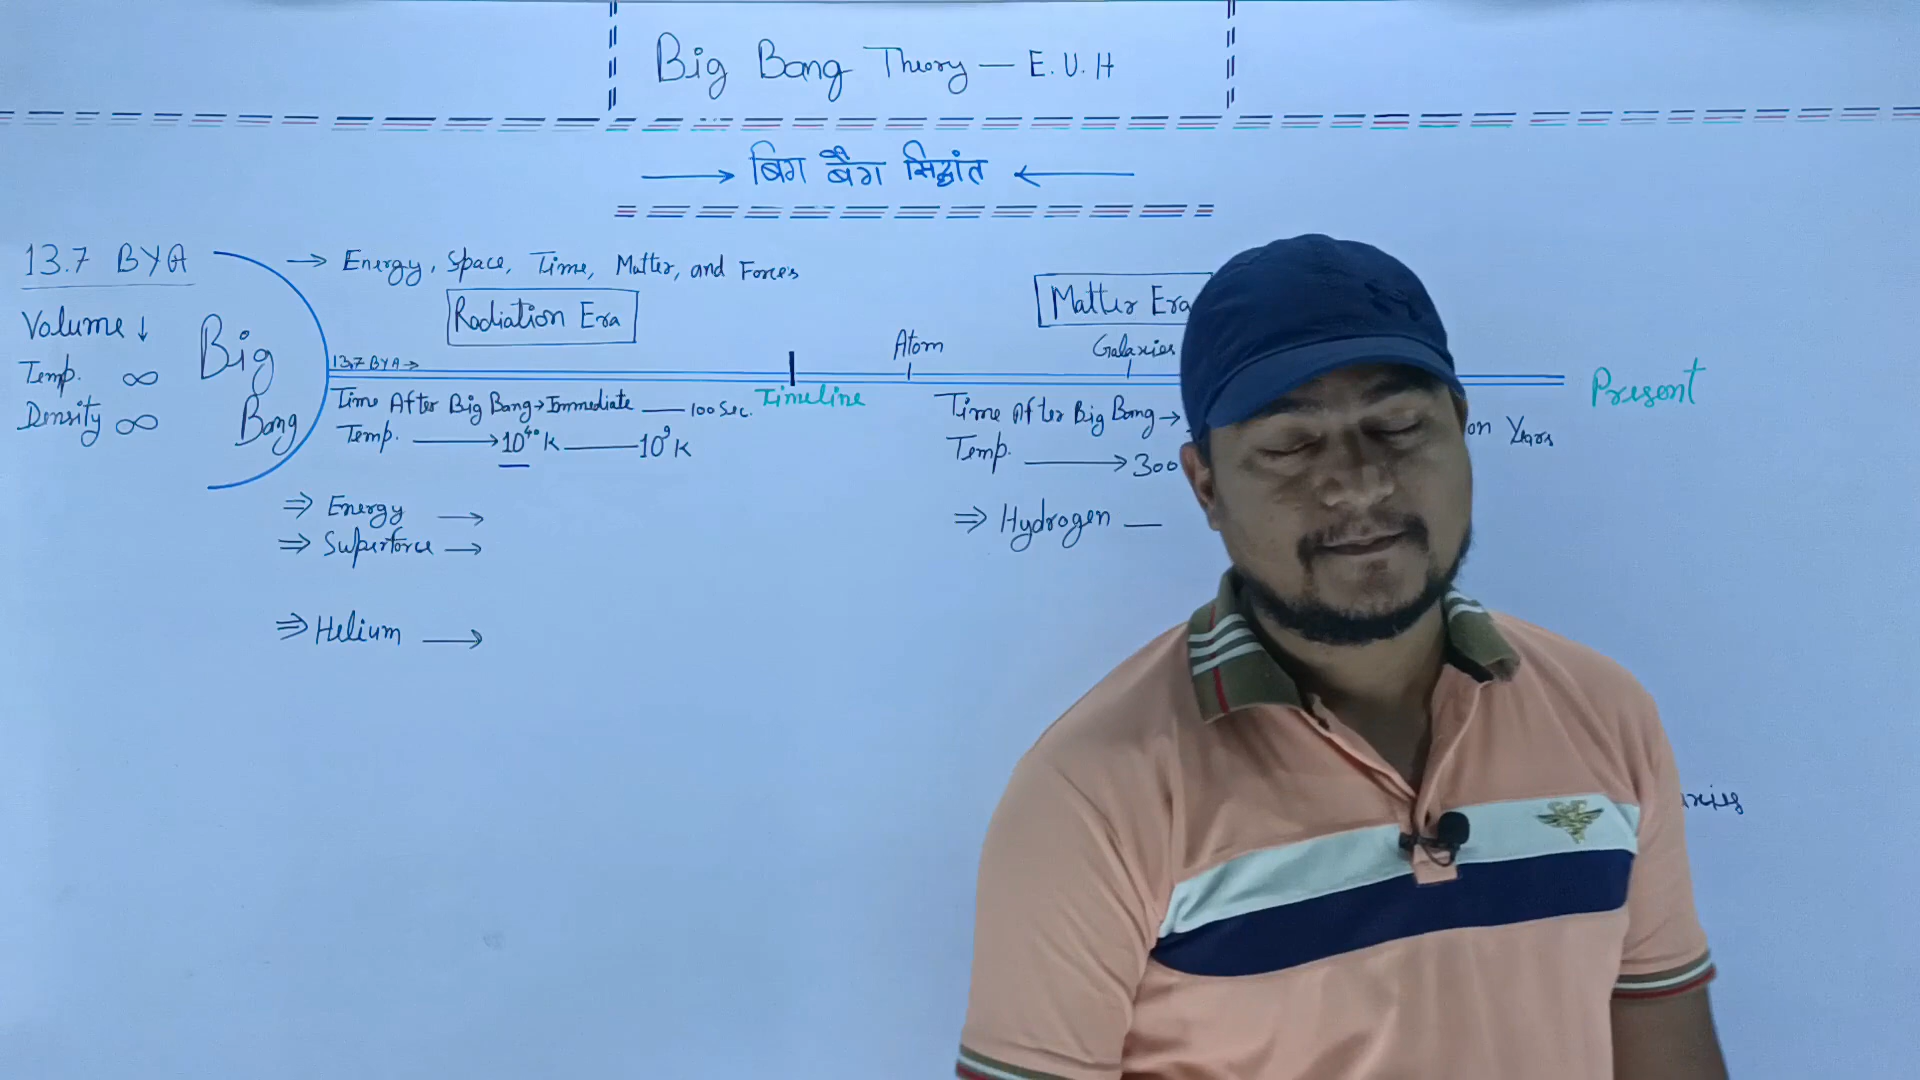 Big Bang Theory — E.U.H
→ बिग बैंग सिद्धांत ←
13.7 BYA
Volume ↓
Temp. ∞
Density ∞
Big
Bang
→ Energy, Space, Time, Matter, and Forces
Radiation Era
13.7 BYA →
Time After Big Bang → Immediate — 100 Sec.
Temp. → 10⁴⁰ K — 10⁹ K
Timeline
⇒ Energy →
⇒ Superforce →
⇒ Helium →
Matter Era
Atom
Galaxies
Time After Big Bang →
on Years
Temp. → 300
⇒ Hydrogen —
Present